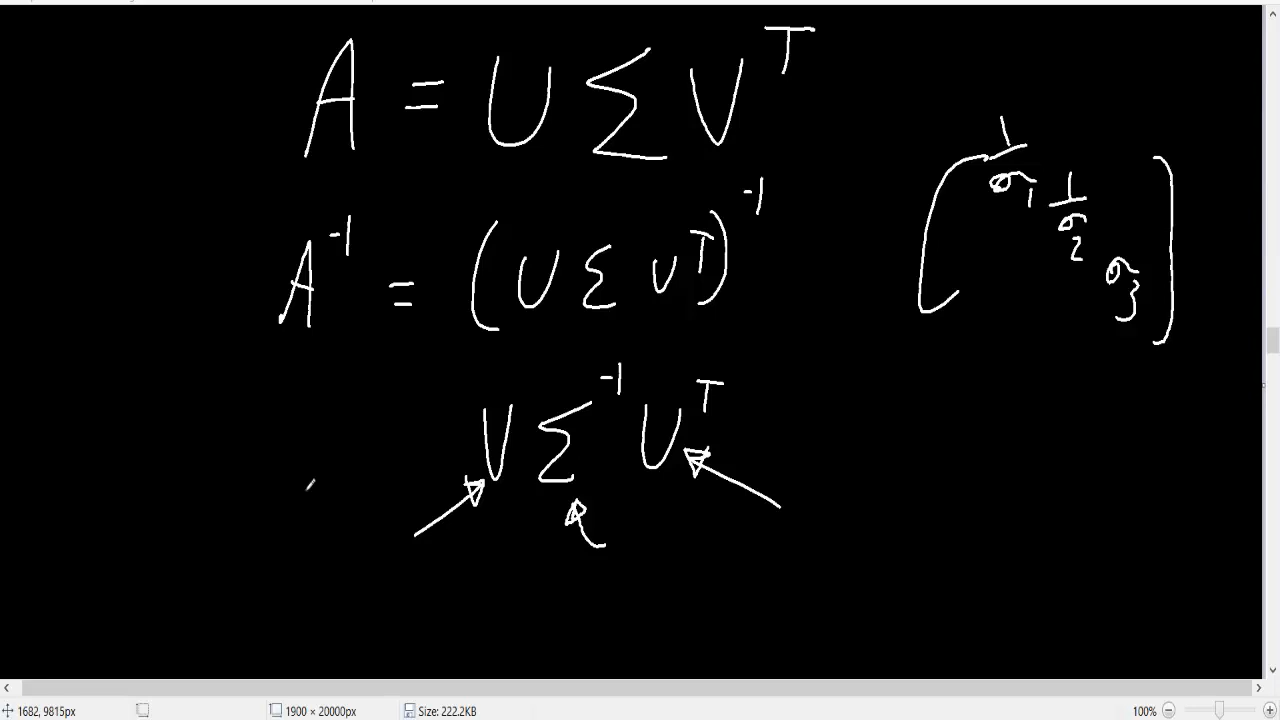 A = U Σ V^T
A^-1 = (U Σ V^T)^-1
V Σ^-1 U^T
1/σ1 1/σ2 σ3
1682, 9815px 1900 × 20000px Size: 222.2KB 100%